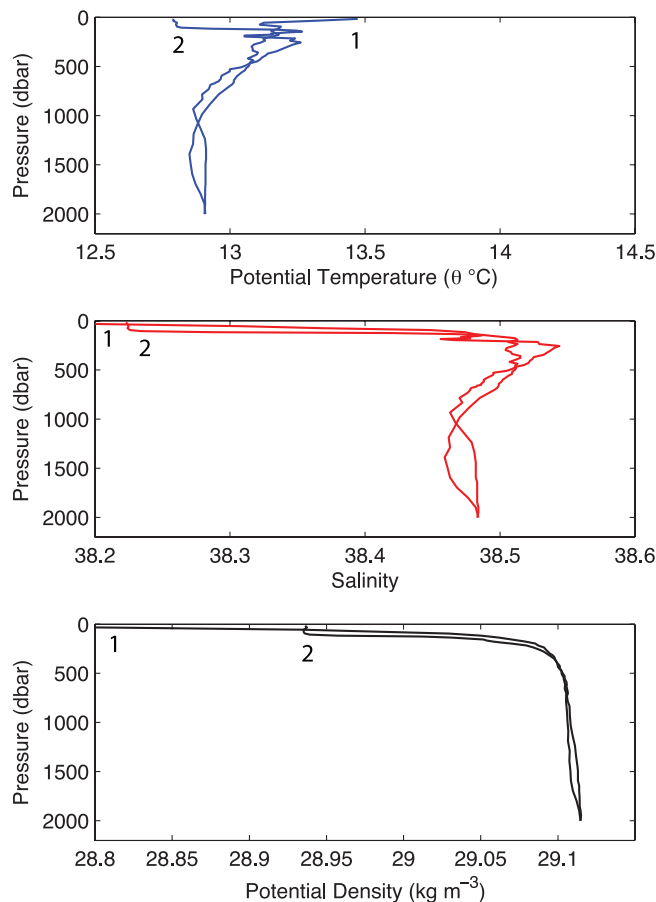 0
500
1000
1500
2000
Pressure (dbar)
2
1
12.5 13 13.5 14 14.5
Potential Temperature (θ °C)
0
500
1000
1500
2000
Pressure (dbar)
1 2
38.2 38.3 38.4 38.5 38.6
Salinity
0
500
1000
1500
2000
Pressure (dbar)
1 2
28.8 28.85 28.9 28.95 29 29.05 29.1
Potential Density (kg m⁻³)